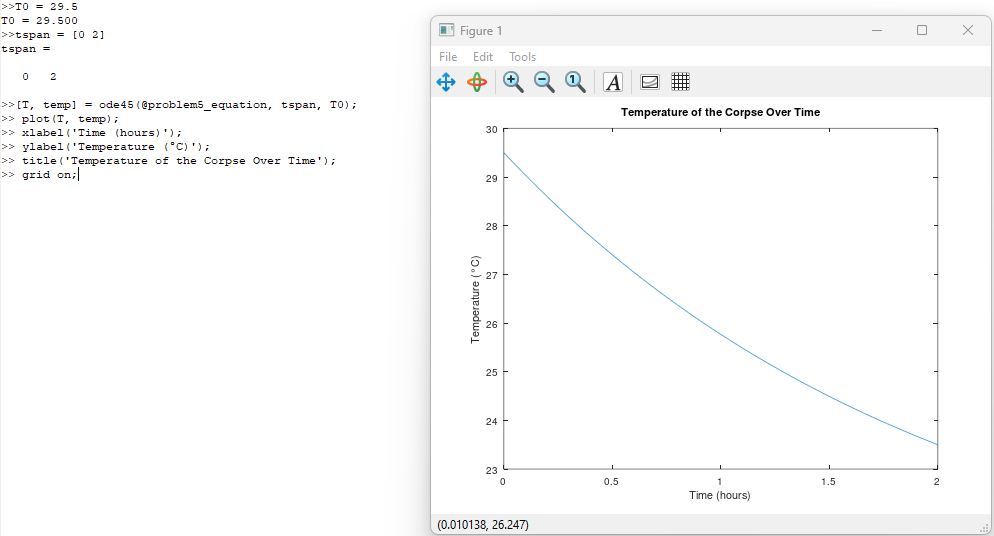 >>T0 = 29.5
T0 = 29.500
>>tspan = [0 2]
tspan =
0 2
>>[T, temp] = ode45(@problem5_equation, tspan, T0);
>> plot(T, temp);
>> xlabel('Time (hours)');
>> ylabel('Temperature (°C)');
>> title('Temperature of the Corpse Over Time');
>> grid on;
Figure 1
File Edit Tools
1 A
Temperature of the Corpse Over Time
30
29
28
27
26
25
24
23
Temperature (°C)
0 0.5 1 1.5 2
Time (hours)
(0.010138, 26.247)